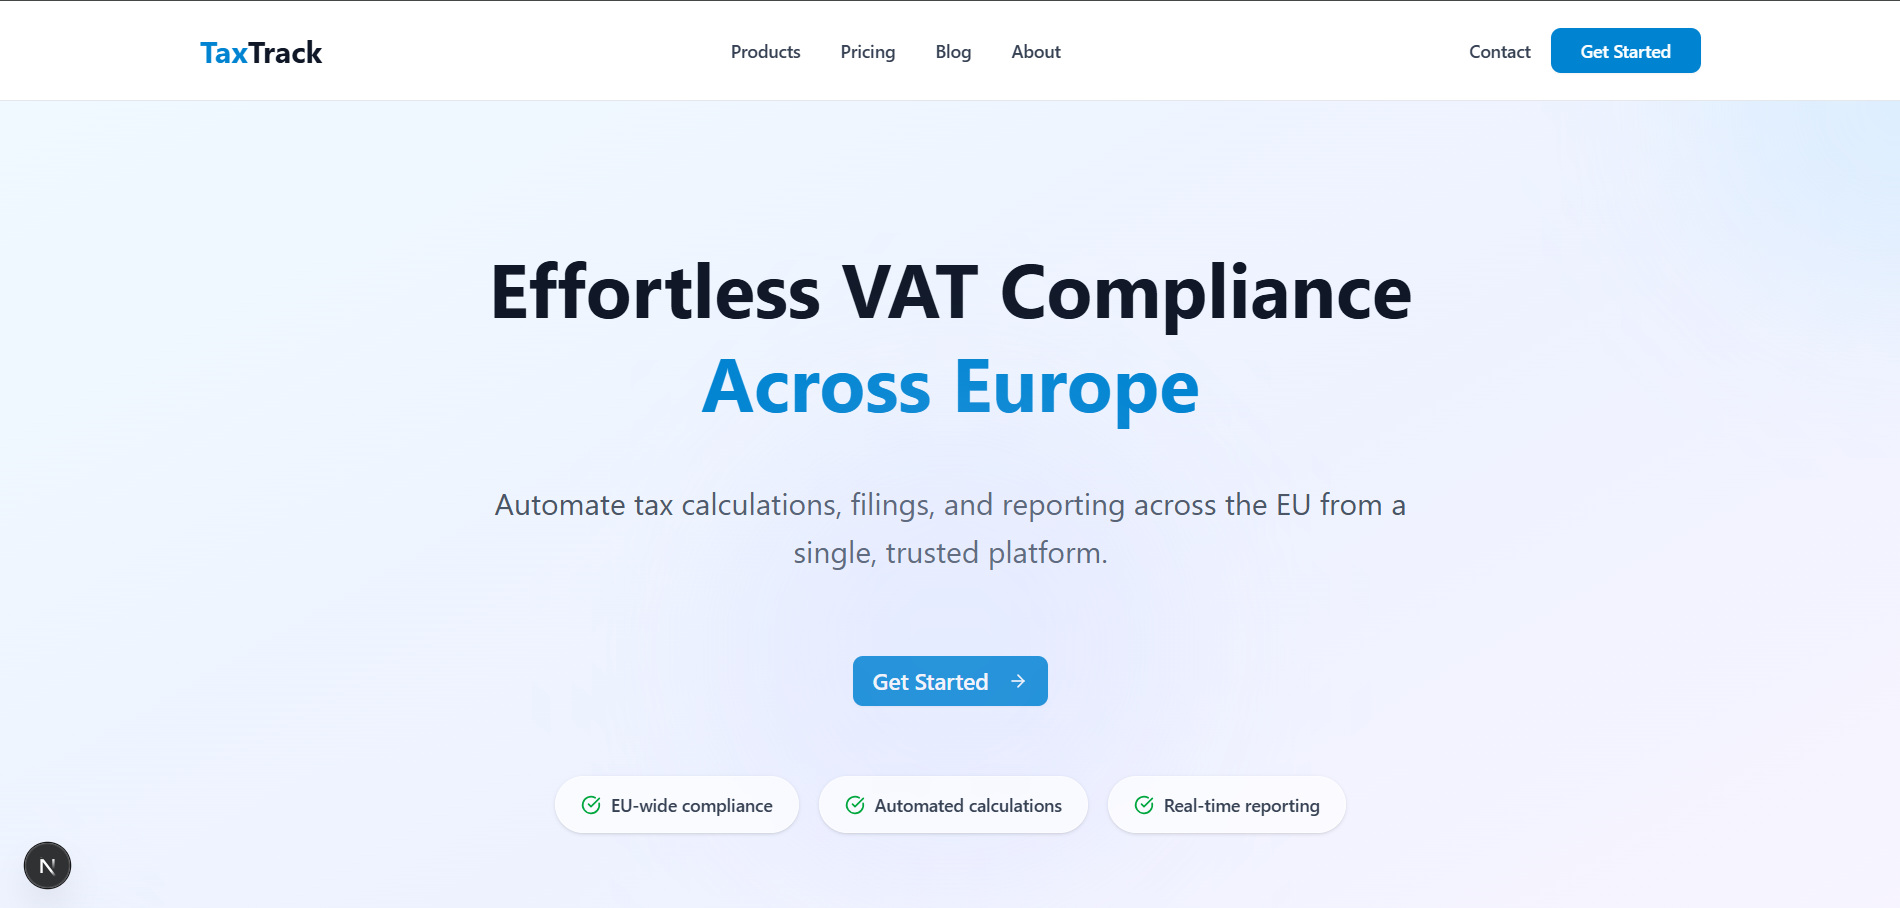 TaxTrack
Products
Pricing
Blog
About
Contact
Get Started
Effortless VAT Compliance
Across Europe
Automate tax calculations, filings, and reporting across the EU from a
single, trusted platform.
Get Started →
EU-wide compliance
Automated calculations
Real-time reporting
N